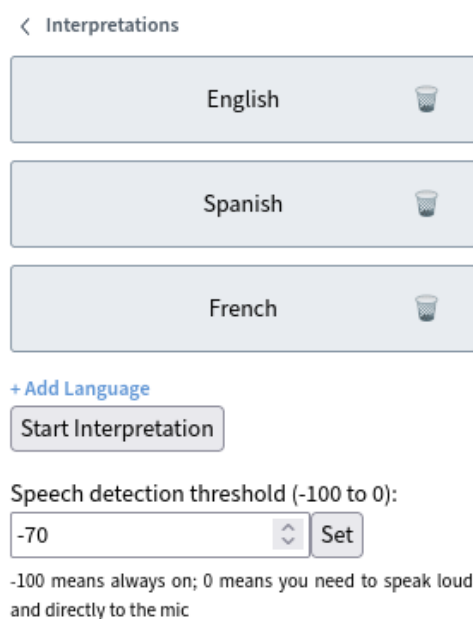 Interpretations
English
Spanish
French
+ Add Language
Start Interpretation
Speech detection threshold (-100 to 0):
-70
Set
-100 means always on; 0 means you need to speak loud
and directly to the mic